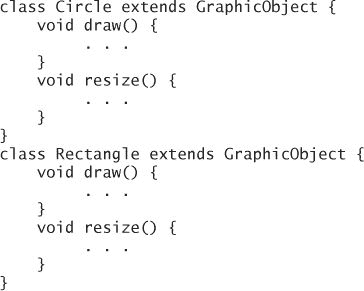 class Circle extends GraphicObject {
    void draw() {
        . . .
    }
    void resize() {
        . . .
    }
}
class Rectangle extends GraphicObject {
    void draw() {
        . . .
    }
    void resize() {
        . . .
    }
}